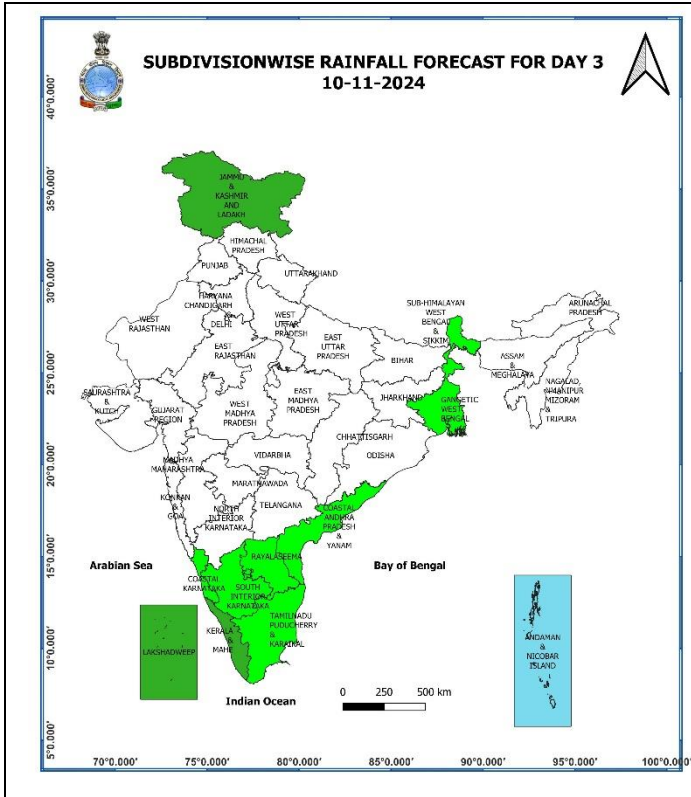 SUBDIVISIONWISE RAINFALL FORECAST FOR DAY 3
10-11-2024
40°0.000'
35°0.000'
30°0.000'
25°0.000'
20°0.000'
15°0.000'
10°0.000'
5°0.000'
JAMMU
&
KASHMIR
AND
LADAKH
HIMACHAL
PRADESH
PUNJAB
UTTARAKHAND
HARYANA
CHANDIGARH
&
DELHI
WEST
RAJASTHAN
WEST
UTTAR
PRADESH
EAST
RAJASTHAN
EAST
UTTAR
PRADESH
SUB-HIMALAYAN
WEST
BENGAL
&
SIKKIM
ARUNACHAL
PRADESH
BIHAR
ASSAM
&
MEGHALAYA
NAGALAD,
MANIPUR
MIZORAM
&
TRIPURA
SAURASHTRA
&
KUTCH
GUJARAT
REGION
WEST
MADHYA
PRADESH
EAST
MADHYA
PRADESH
JHARKHAND
GANGETIC
WEST
BENGAL
CHHATTISGARH
ODISHA
VIDARBHA
MADHYA
MAHARASHTRA
MARATHAWADA
KONKAN
&
GOA
NORTH
INTERIOR
KARNATAKA
TELANGANA
COASTAL
ANDHRA
PRADESH
&
YANAM
RAYALASEEMA
Arabian Sea
Bay of Bengal
COASTAL
KARNATAKA
SOUTH
INTERIOR
KARNATAKA
TAMILNADU
PUDUCHERRY
&
KARAIKAL
KERALA
&
MAHE
LAKSHADWEEP
ANDAMAN
&
NICOBAR
ISLAND
Indian Ocean
0 250 500 km
70°0.000' 75°0.000' 80°0.000' 85°0.000' 90°0.000' 95°0.000' 100°0.000'